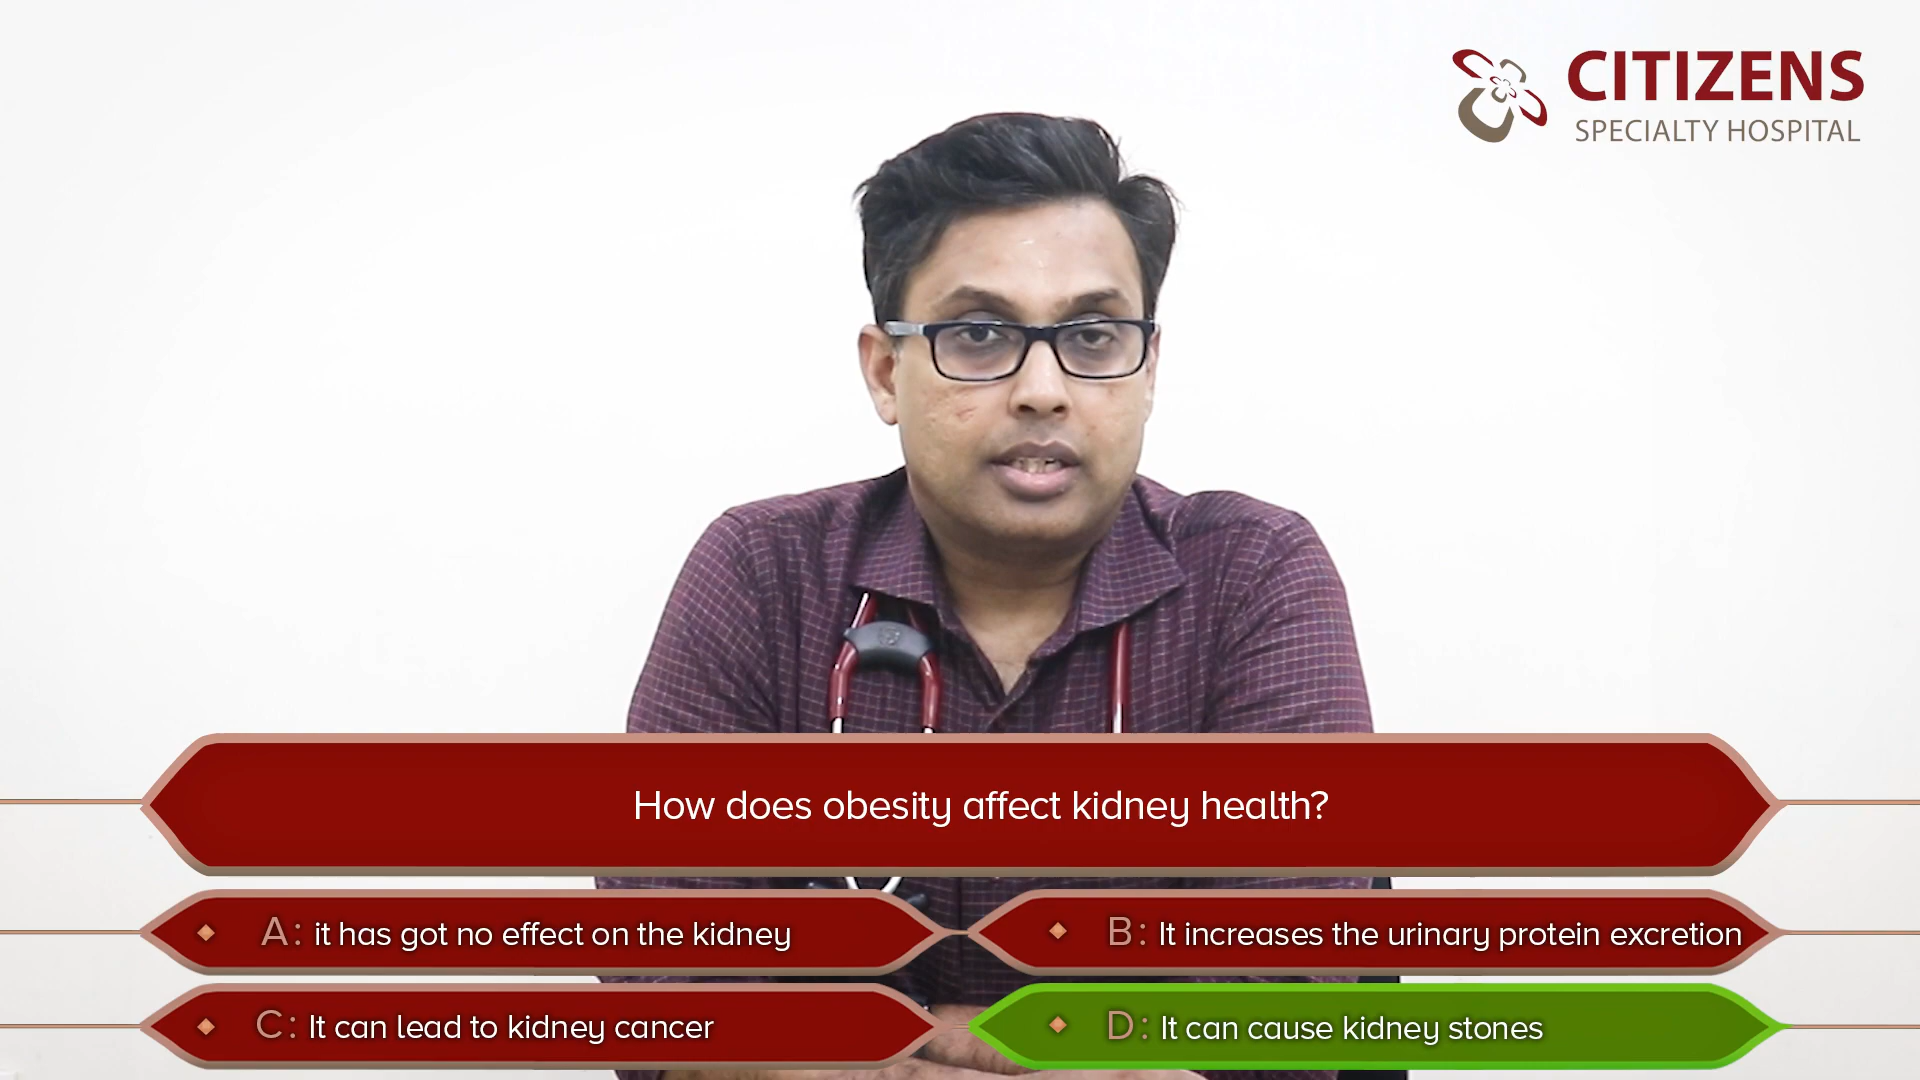 CITIZENS
SPECIALTY HOSPITAL
How does obesity affect kidney health?
A: it has got no effect on the kidney
B: It increases the urinary protein excretion
C: It can lead to kidney cancer
D: It can cause kidney stones